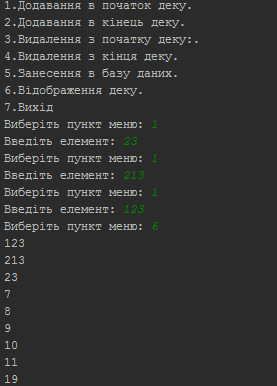 1.Додавання в початок деку.
2.Додавання в кінець деку.
3.Видалення з початку деку:.
4.Видалення з кінця деку.
5.Занесення в базу даних.
6.Відображення деку.
7.Вихід
Виберіть пункт меню: 1
Введіть елемент: 23
Виберіть пункт меню: 1
Введіть елемент: 213
Виберіть пункт меню: 1
Введіть елемент: 123
Виберіть пункт меню: 6
123
213
23
7
8
9
10
11
19